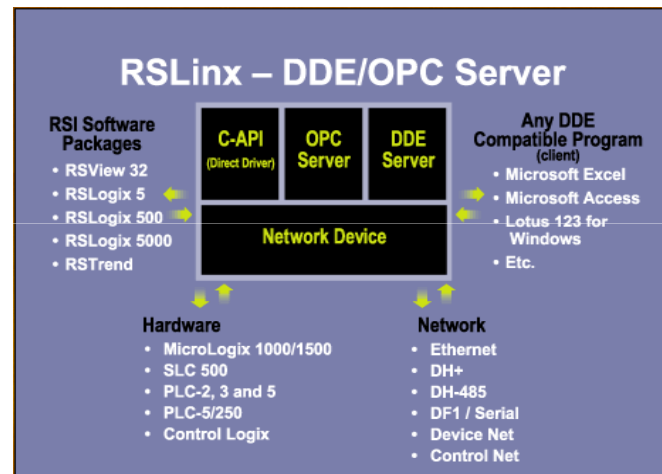 RSLinx – DDE/OPC Server
RSI Software
Packages
• RSView 32
• RSLogix 5
• RSLogix 500
• RSLogix 5000
• RSTrend
C-API
(Direct Driver)
OPC
Server
DDE
Server
Network Device
Any DDE
Compatible Program
(client)
• Microsoft Excel
• Microsoft Access
• Lotus 123 for
Windows
• Etc.
Hardware
• MicroLogix 1000/1500
• SLC 500
• PLC-2, 3 and 5
• PLC-5/250
• Control Logix
Network
• Ethernet
• DH+
• DH-485
• DF1 / Serial
• Device Net
• Control Net